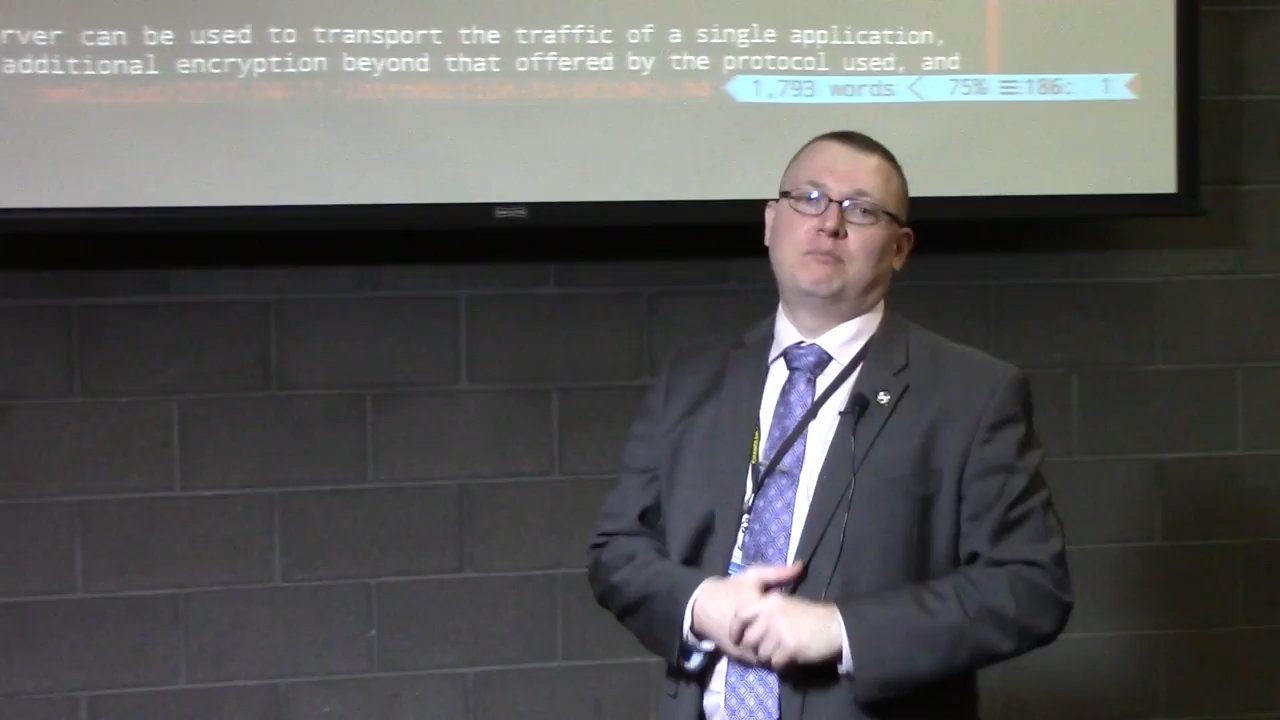 rver can be used to transport the traffic of a single application,
additional encryption beyond that offered by the protocol used, and
1,793 words 75% 186: 1